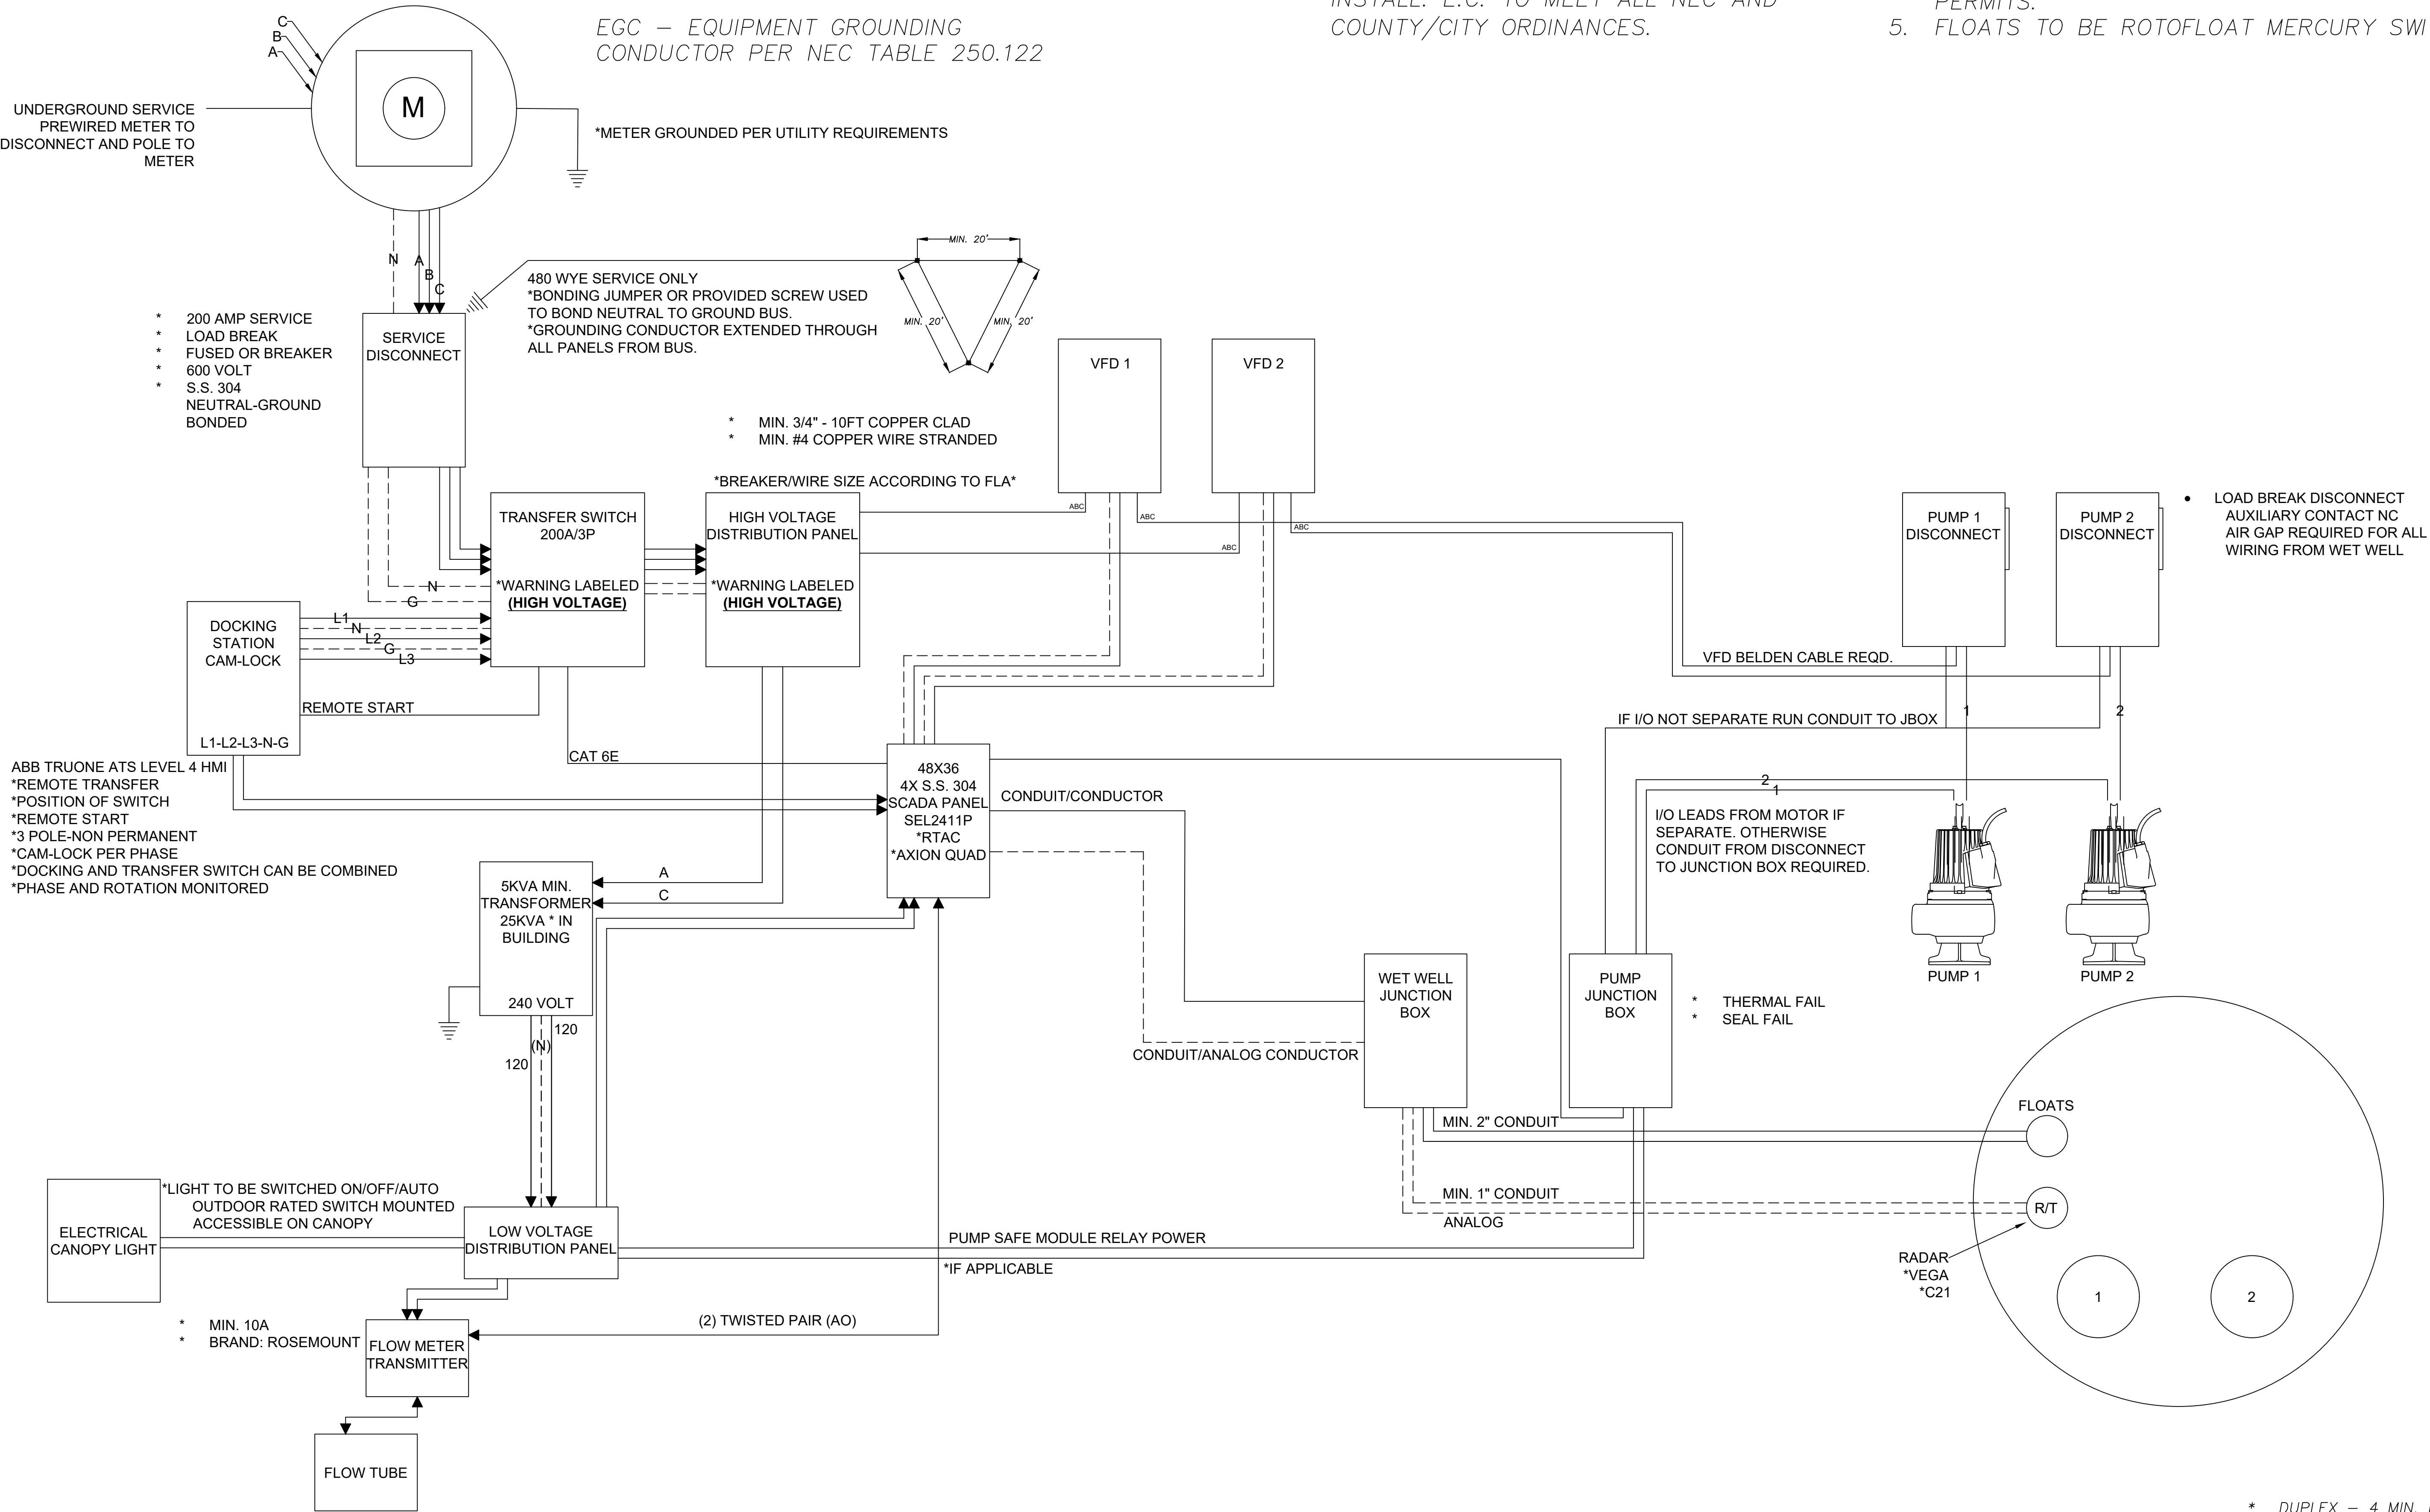 EGC – EQUIPMENT GROUNDING
CONDUCTOR PER NEC TABLE 250.122
INSTALL. E.C. TO MEET ALL NEC AND
COUNTY/CITY ORDINANCES.
PERMITS.
5. FLOATS TO BE ROTOFLOAT MERCURY SWI
C
B
A
M
UNDERGROUND SERVICE
PREWIRED METER TO
DISCONNECT AND POLE TO
METER
*METER GROUNDED PER UTILITY REQUIREMENTS
N
A
B
C
MIN. 20'
MIN. 20'
MIN. 20'
480 WYE SERVICE ONLY
*BONDING JUMPER OR PROVIDED SCREW USED
TO BOND NEUTRAL TO GROUND BUS.
*GROUNDING CONDUCTOR EXTENDED THROUGH
ALL PANELS FROM BUS.
* 200 AMP SERVICE
* LOAD BREAK
* FUSED OR BREAKER
* 600 VOLT
* S.S. 304
NEUTRAL-GROUND
BONDED
SERVICE
DISCONNECT
* MIN. 3/4" - 10FT COPPER CLAD
* MIN. #4 COPPER WIRE STRANDED
*BREAKER/WIRE SIZE ACCORDING TO FLA*
VFD 1
VFD 2
TRANSFER SWITCH
200A/3P
*WARNING LABELED
(HIGH VOLTAGE)
HIGH VOLTAGE
DISTRIBUTION PANEL
*WARNING LABELED
(HIGH VOLTAGE)
ABC
ABC
ABC
ABC
PUMP 1
DISCONNECT
PUMP 2
DISCONNECT
• LOAD BREAK DISCONNECT
AUXILIARY CONTACT NC
AIR GAP REQUIRED FOR ALL
WIRING FROM WET WELL
N
G
DOCKING
STATION
CAM-LOCK
L1-L2-L3-N-G
L1
N
L2
G
L3
REMOTE START
VFD BELDEN CABLE REQD.
IF I/O NOT SEPARATE RUN CONDUIT TO JBOX
1
2
CAT 6E
ABB TRUONE ATS LEVEL 4 HMI
*REMOTE TRANSFER
*POSITION OF SWITCH
*REMOTE START
*3 POLE-NON PERMANENT
*CAM-LOCK PER PHASE
*DOCKING AND TRANSFER SWITCH CAN BE COMBINED
*PHASE AND ROTATION MONITORED
48X36
4X S.S. 304
SCADA PANEL
SEL2411P
*RTAC
*AXION QUAD
CONDUIT/CONDUCTOR
2
1
I/O LEADS FROM MOTOR IF
SEPARATE. OTHERWISE
CONDUIT FROM DISCONNECT
TO JUNCTION BOX REQUIRED.
5KVA MIN.
TRANSFORMER
25KVA * IN
BUILDING
240 VOLT
A
C
PUMP 1
PUMP 2
WET WELL
JUNCTION
BOX
PUMP
JUNCTION
BOX
* THERMAL FAIL
* SEAL FAIL
120
(N)
120
CONDUIT/ANALOG CONDUCTOR
MIN. 2" CONDUIT
FLOATS
MIN. 1" CONDUIT
ANALOG
R/T
ELECTRICAL
CANOPY LIGHT
*LIGHT TO BE SWITCHED ON/OFF/AUTO
OUTDOOR RATED SWITCH MOUNTED
ACCESSIBLE ON CANOPY
LOW VOLTAGE
DISTRIBUTION PANEL
PUMP SAFE MODULE RELAY POWER
*IF APPLICABLE
RADAR
*VEGA
*C21
1
2
* MIN. 10A
* BRAND: ROSEMOUNT
FLOW METER
TRANSMITTER
(2) TWISTED PAIR (AO)
FLOW TUBE
* DUPLEX – 4 MIN.